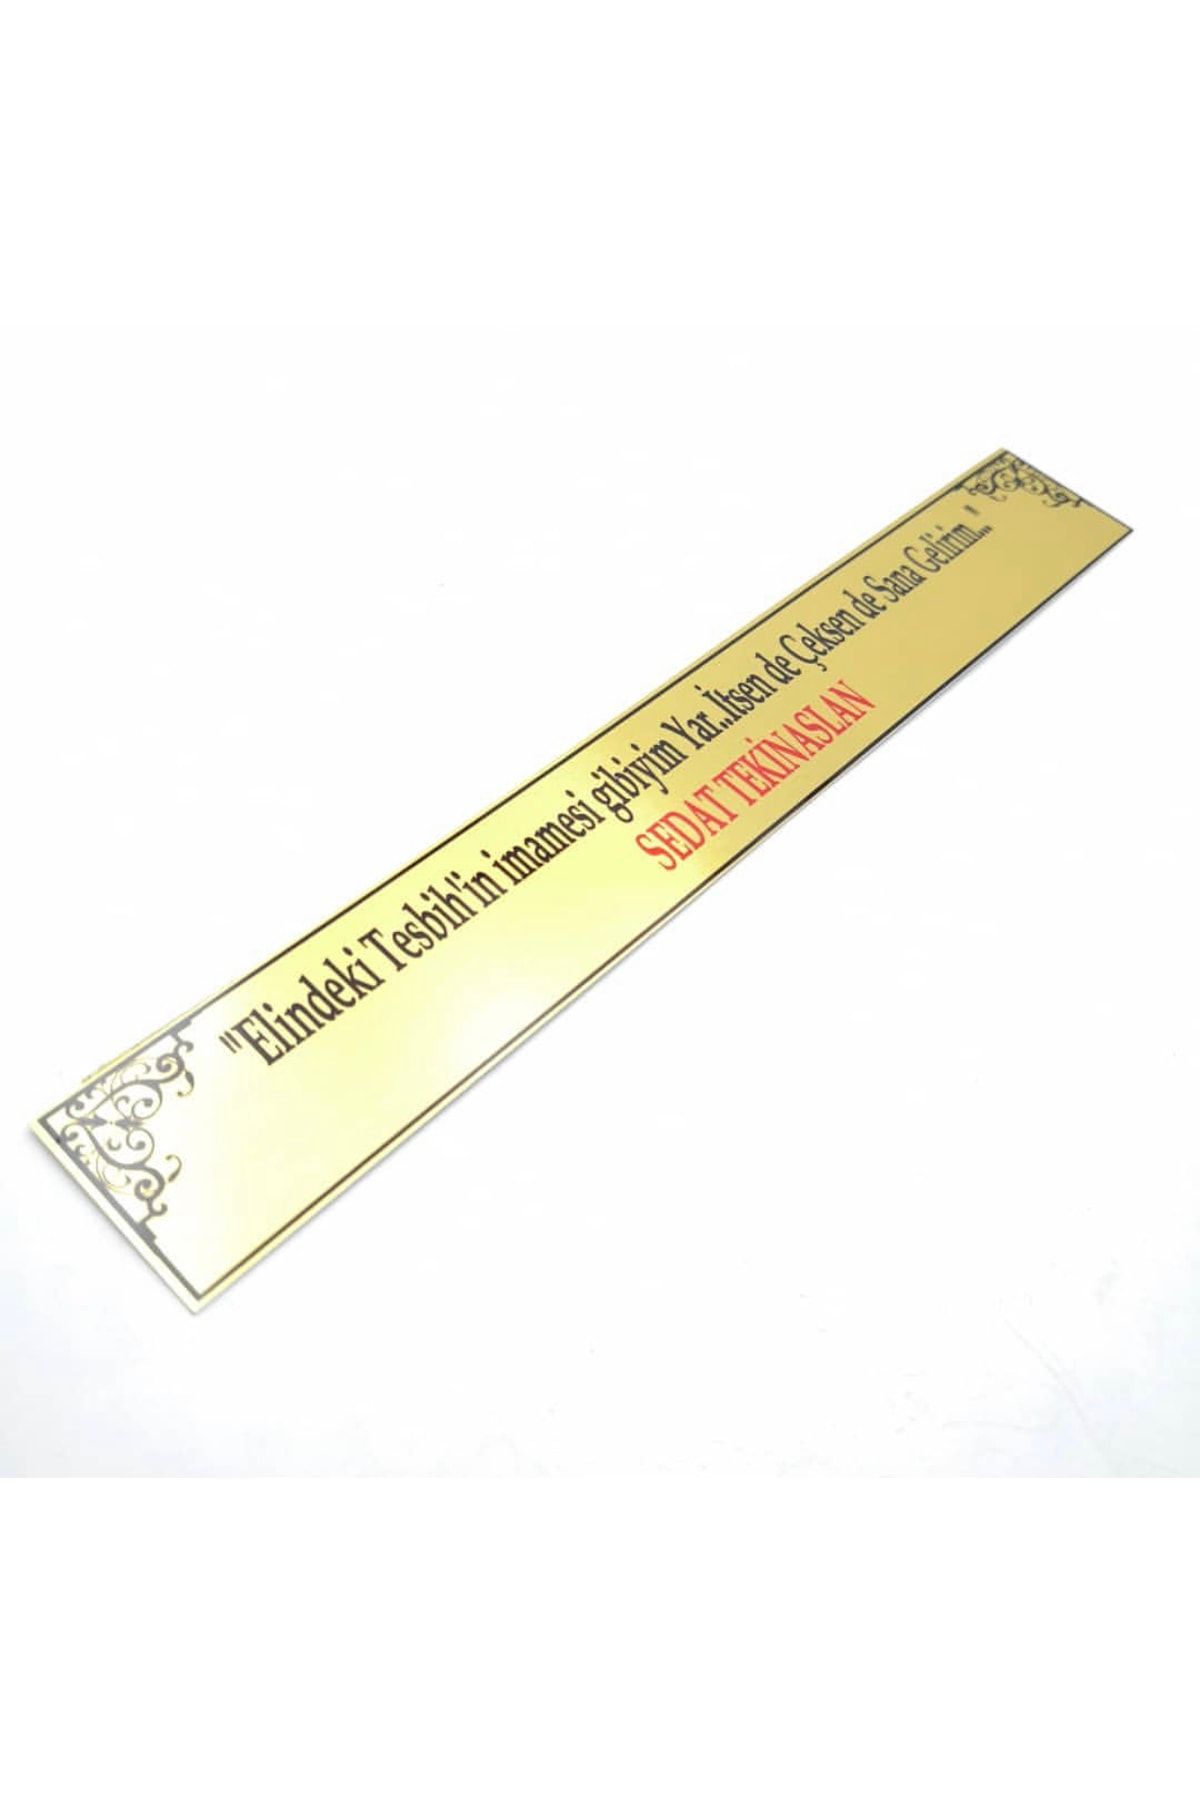 "Elindeki Tesbih'in imamesi gibiyim Yar..İtsen de Çeksen de Sana Gelirim.."
SEDAT TEKİNASLAN